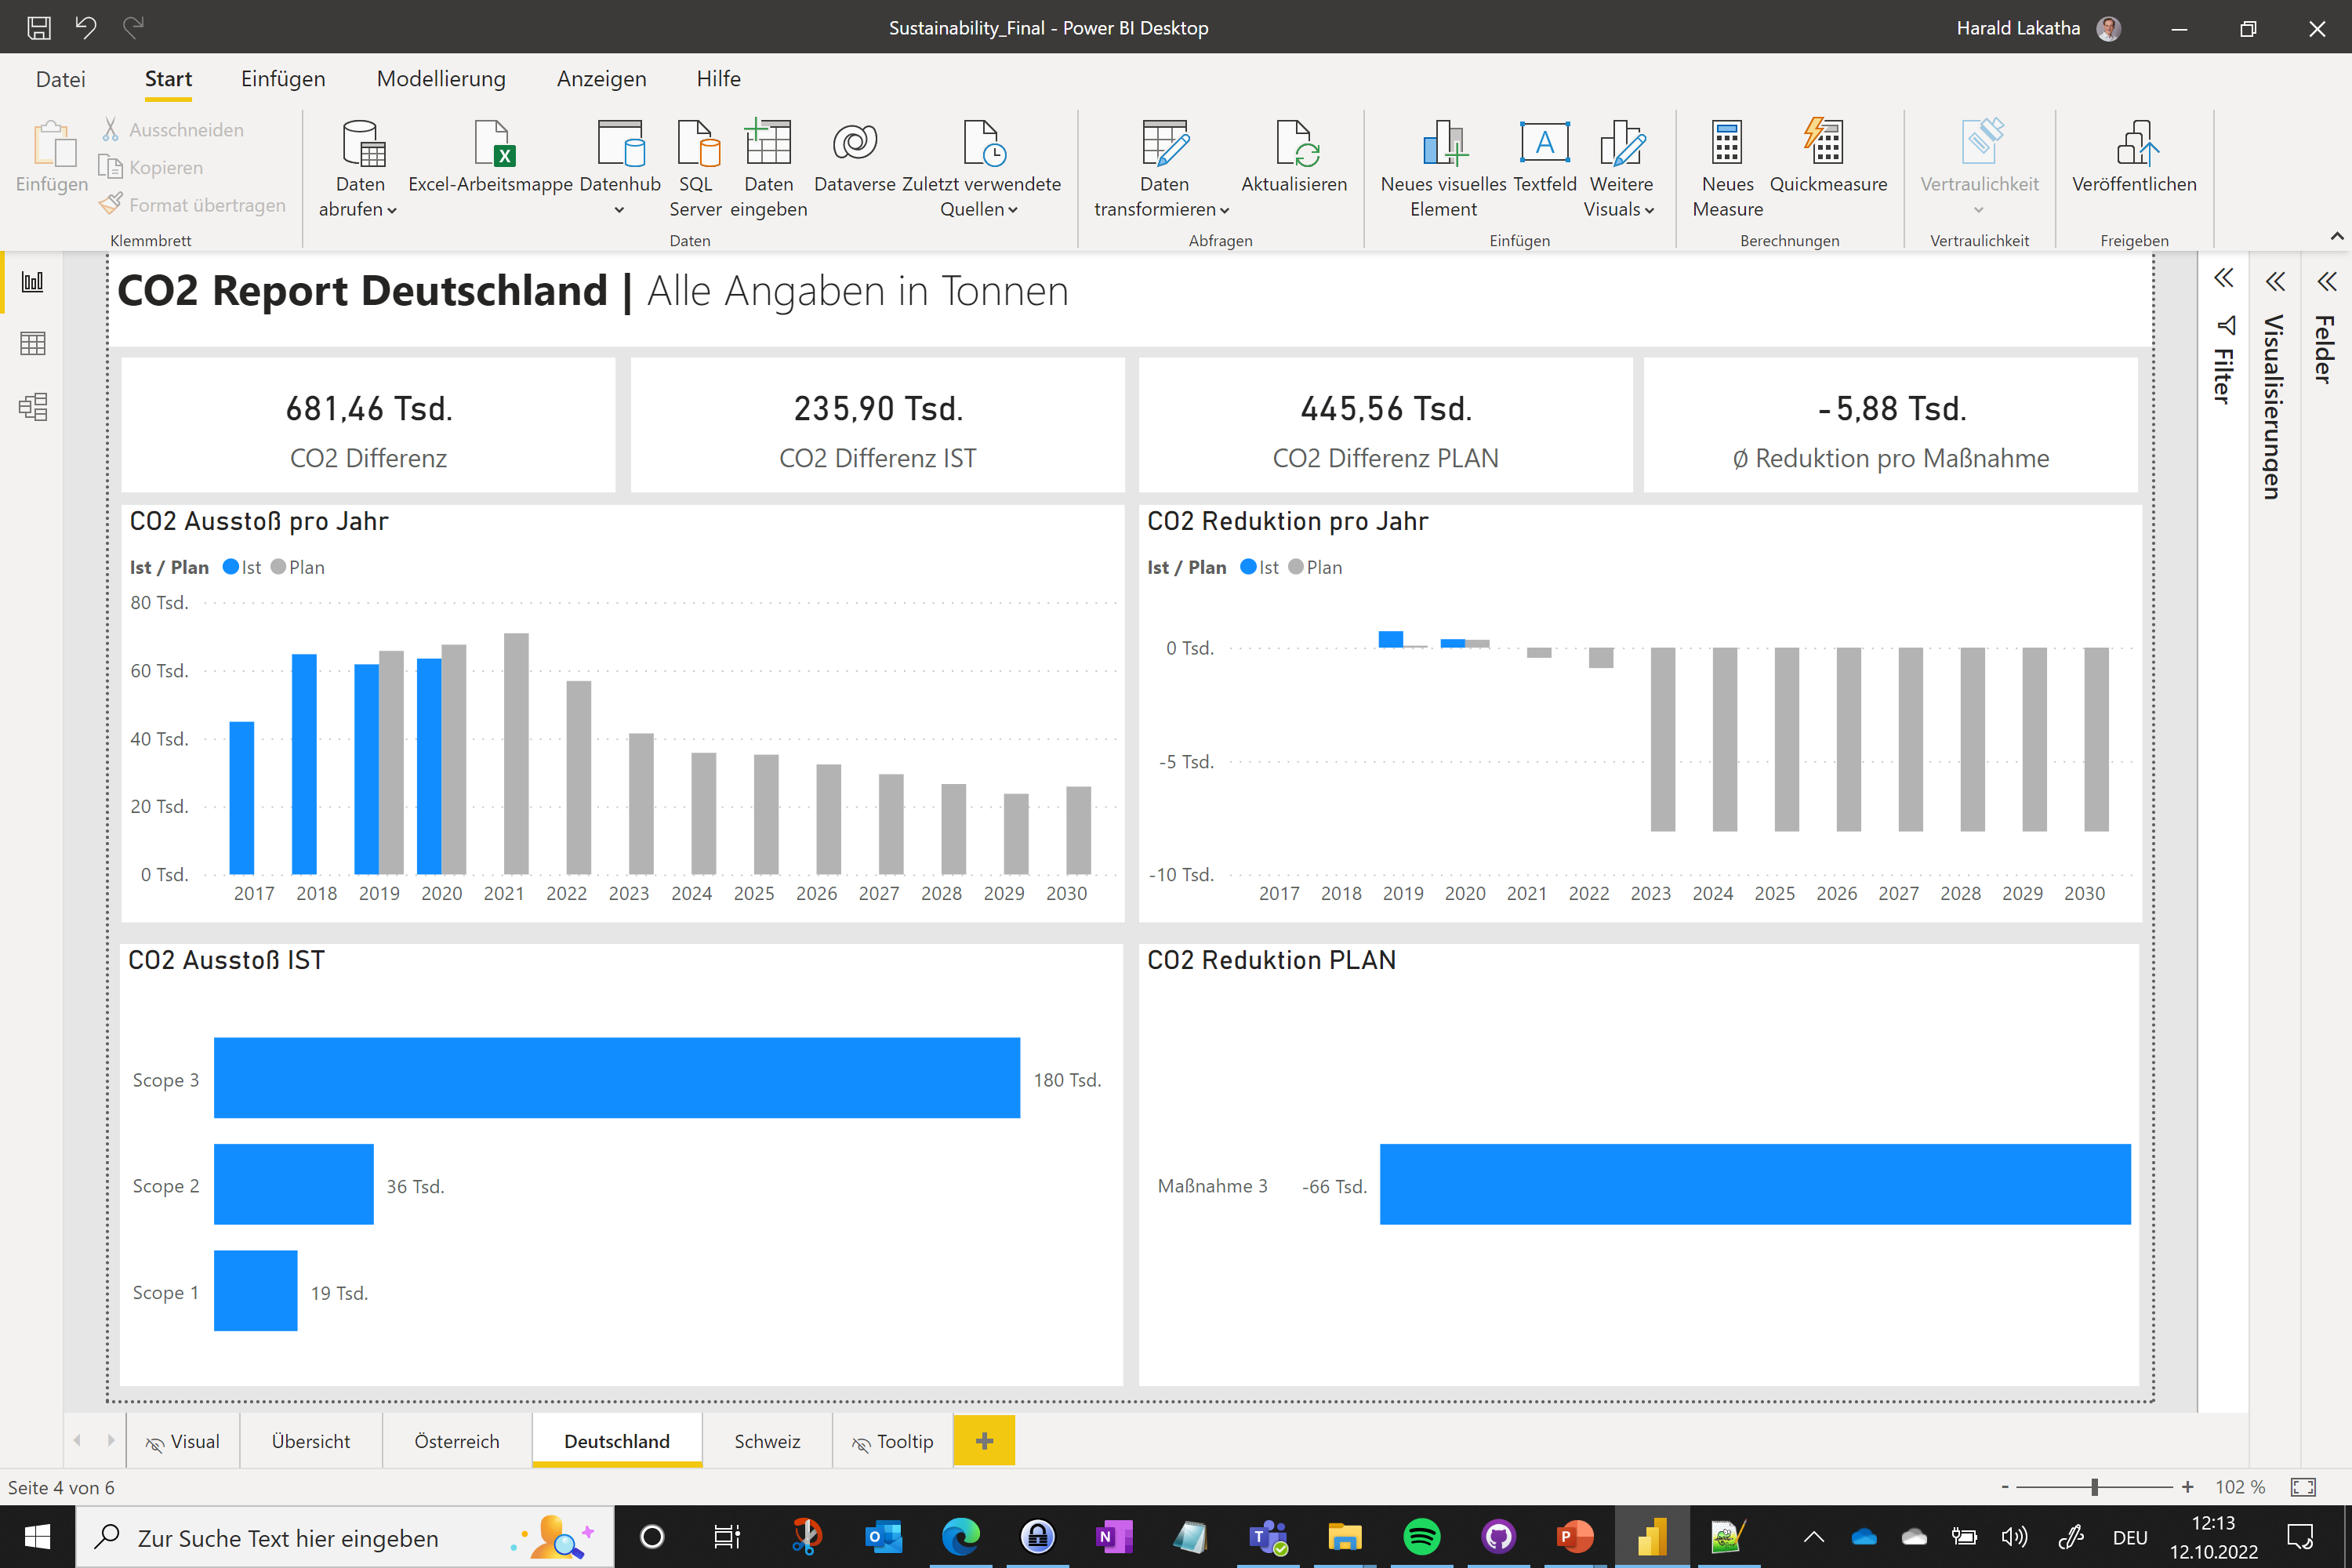 Sustainability_Final - Power BI Desktop
Harald Lakatha
Datei Start Einfügen Modellierung Anzeigen Hilfe
Einfügen
Ausschneiden
Kopieren
Format übertragen
Klemmbrett
Daten abrufen
Excel-Arbeitsmappe
Datenhub
SQL Server
Daten eingeben
Dataverse
Zuletzt verwendete Quellen
Daten
Daten transformieren
Aktualisieren
Abfragen
Neues visuelles Element
Textfeld
Weitere Visuals
Einfügen
Neues Measure
Quickmeasure
Berechnungen
Vertraulichkeit
Vertraulichkeit
Veröffentlichen
Freigeben
CO2 Report Deutschland | Alle Angaben in Tonnen
681,46 Tsd.
CO2 Differenz
235,90 Tsd.
CO2 Differenz IST
445,56 Tsd.
CO2 Differenz PLAN
-5,88 Tsd.
Ø Reduktion pro Maßnahme
Filter
Visualisierungen
Felder
CO2 Ausstoß pro Jahr
Ist / Plan Ist Plan
80 Tsd.
60 Tsd.
40 Tsd.
20 Tsd.
0 Tsd.
2017 2018 2019 2020 2021 2022 2023 2024 2025 2026 2027 2028 2029 2030
CO2 Reduktion pro Jahr
Ist / Plan Ist Plan
0 Tsd.
-5 Tsd.
-10 Tsd.
2017 2018 2019 2020 2021 2022 2023 2024 2025 2026 2027 2028 2029 2030
CO2 Ausstoß IST
Scope 3 180 Tsd.
Scope 2 36 Tsd.
Scope 1 19 Tsd.
CO2 Reduktion PLAN
Maßnahme 3 -66 Tsd.
Visual Übersicht Österreich Deutschland Schweiz Tooltip +
Seite 4 von 6
- + 102 %
Zur Suche Text hier eingeben
DEU
12:13
12.10.2022